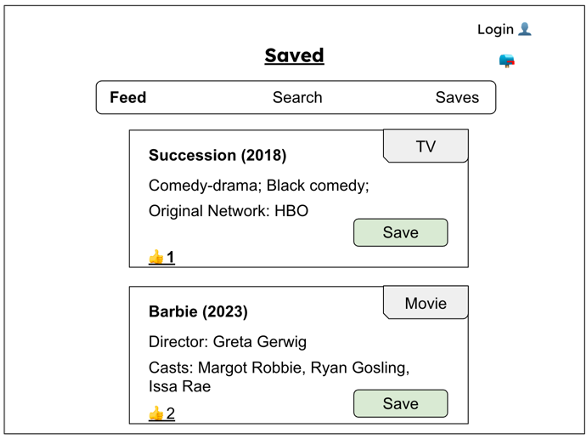 Login 👤
Saved
Feed Search Saves
TV
Succession (2018)
Comedy-drama; Black comedy;
Original Network: HBO
Save
👍1
Movie
Barbie (2023)
Director: Greta Gerwig
Casts: Margot Robbie, Ryan Gosling,
Issa Rae
Save
👍2